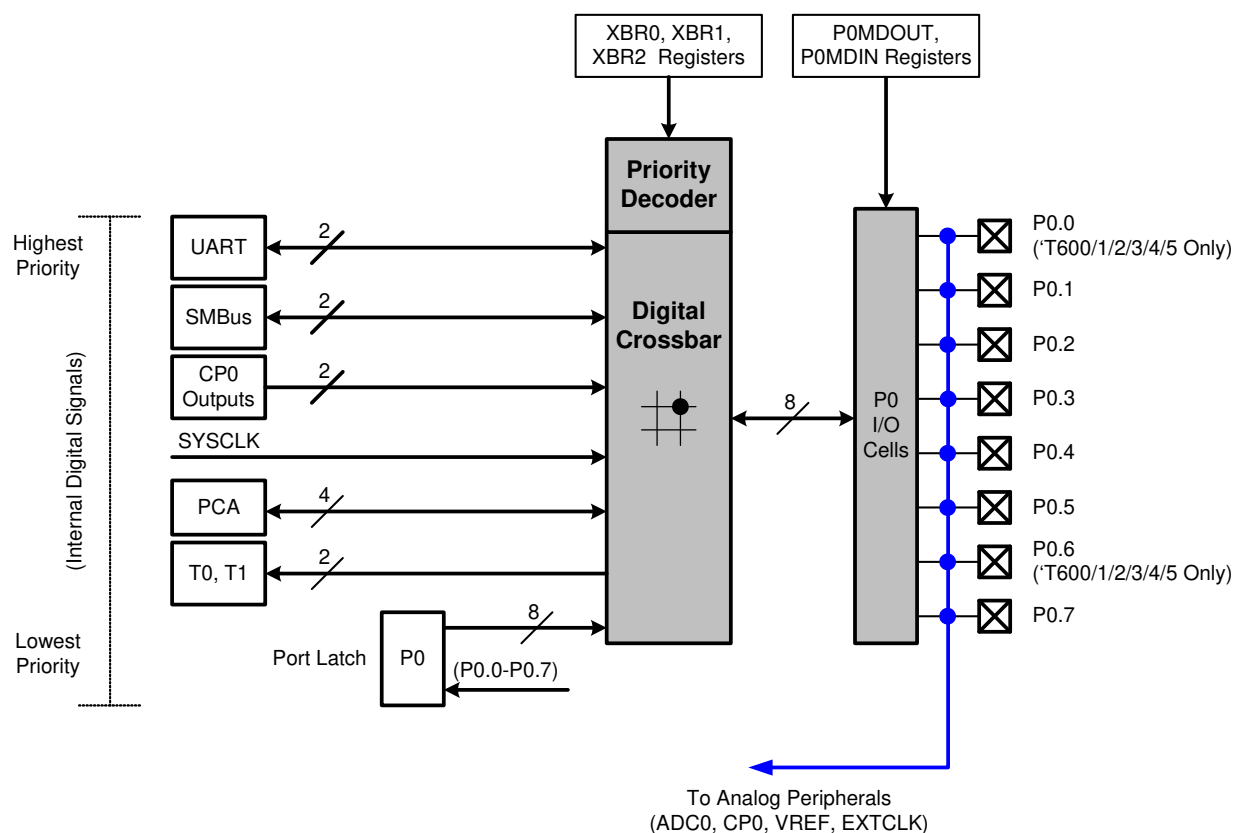 XBR0, XBR1,
XBR2 Registers
P0MDOUT,
P0MDIN Registers
Priority
Decoder
Highest
Priority
(Internal Digital Signals)
Lowest
Priority
UART
2
SMBus
2
CP0
Outputs
2
SYSCLK
PCA
4
T0, T1
2
Port Latch
P0
8
(P0.0-P0.7)
Digital
Crossbar
8
P0
I/O
Cells
P0.0
(‘T600/1/2/3/4/5 Only)
P0.1
P0.2
P0.3
P0.4
P0.5
P0.6
(‘T600/1/2/3/4/5 Only)
P0.7
To Analog Peripherals
(ADC0, CP0, VREF, EXTCLK)